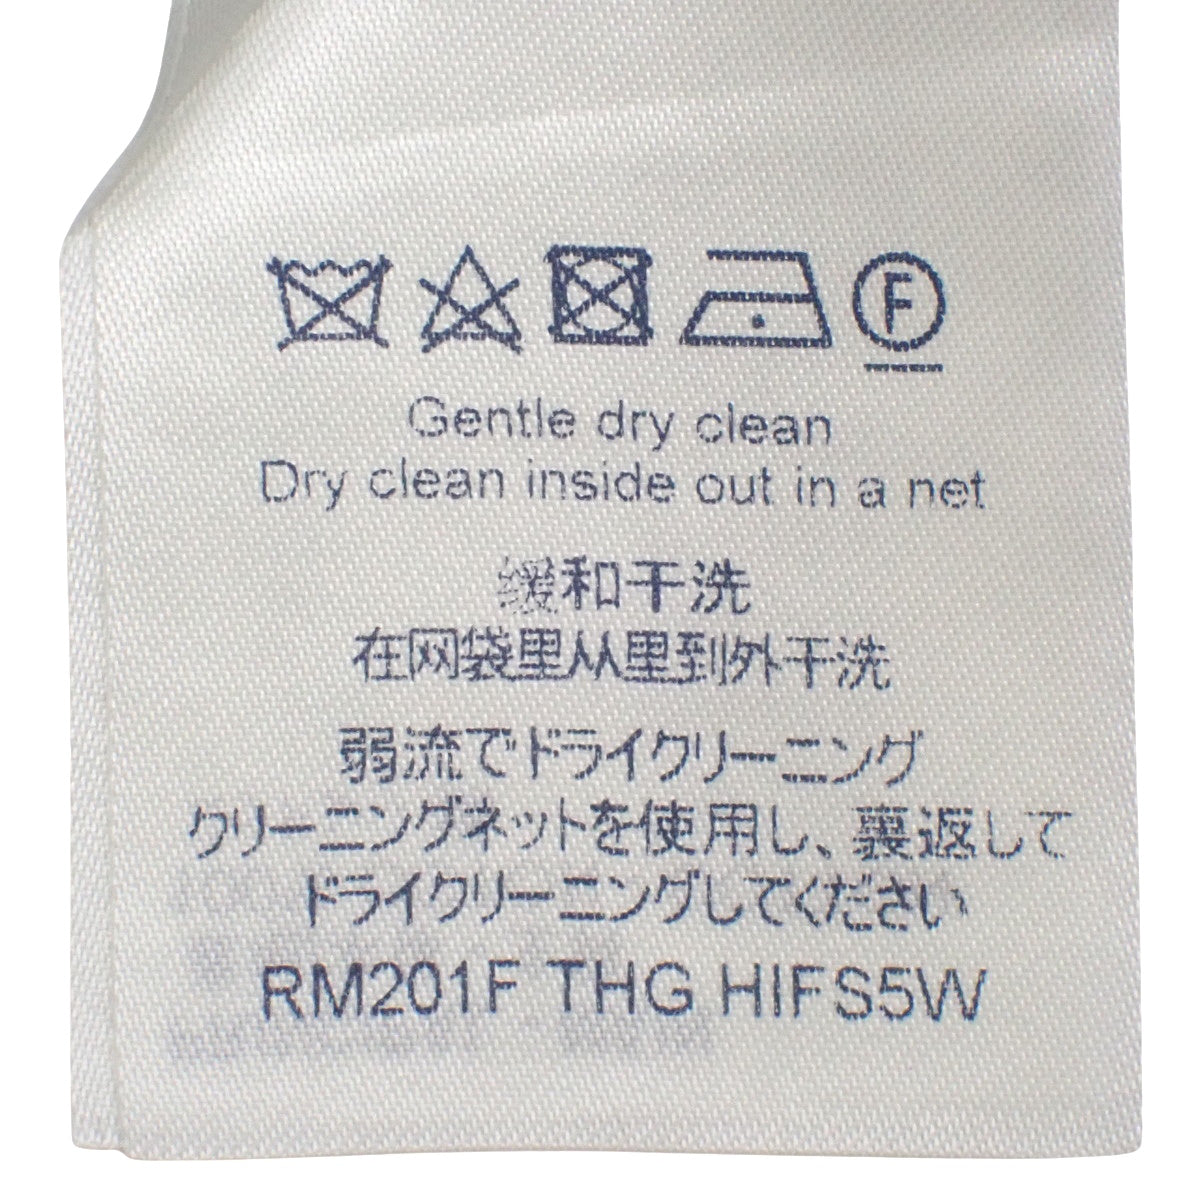 F
Gentle dry clean
Dry clean inside out in a net
缓和干洗
在网袋里从里到外干洗
弱流でドライクリーニング
クリーニングネットを使用し、裏返して
ドライクリーニングしてください
RM201F THG HIFS5W